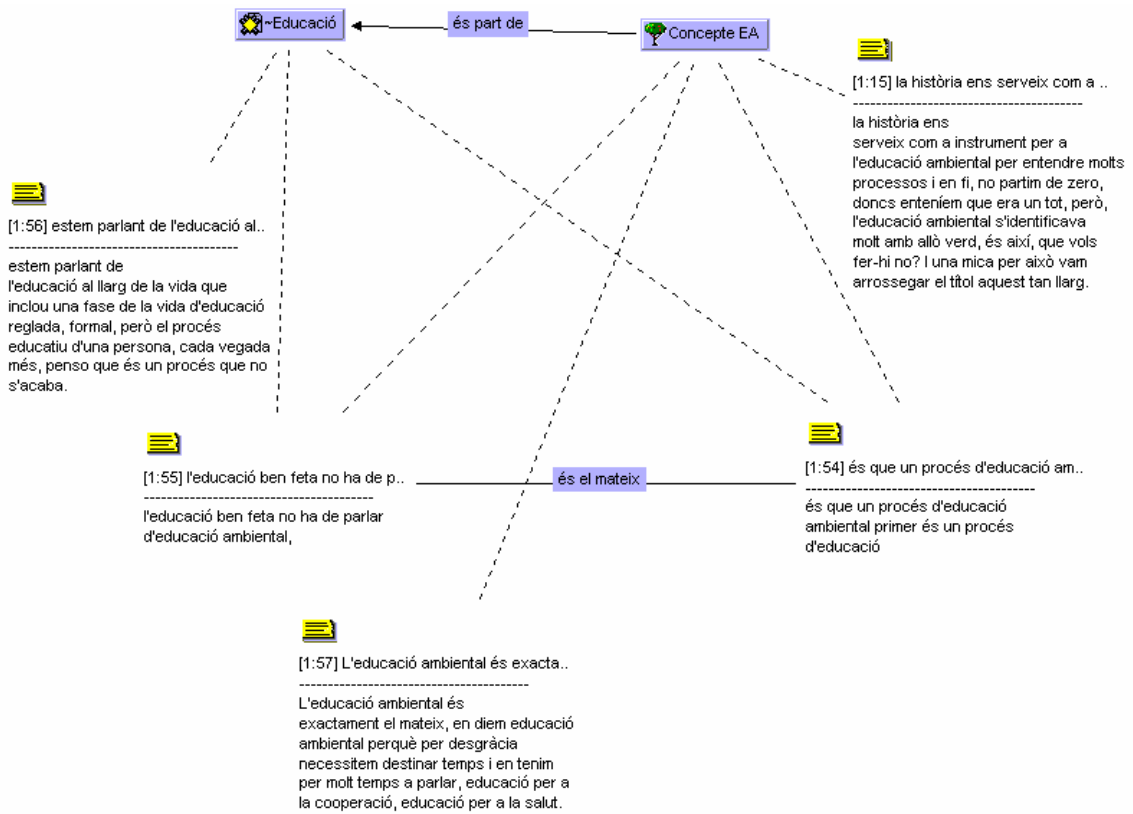 ~Educació
és part de
Concepte EA
[1:15] la història ens serveix com a ..
----------------------------------------
la història ens
serveix com a instrument per a
l'educació ambiental per entendre molts
processos i en fi, no partim de zero,
doncs enteníem que era un tot, però,
l'educació ambiental s'identificava
molt amb allò verd, és així, que vols
fer-hi no? I una mica per això vam
arrossegar el títol aquest tan llarg.
[1:56] estem parlant de l'educació al..
----------------------------------------
estem parlant de
l'educació al llarg de la vida que
inclou una fase de la vida d'educació
reglada, formal, però el procés
educatiu d'una persona, cada vegada
més, penso que és un procés que no
s'acaba.
[1:55] l'educació ben feta no ha de p..
----------------------------------------
l'educació ben feta no ha de parlar
d'educació ambiental,
és el mateix
[1:54] és que un procés d'educació am..
----------------------------------------
és que un procés d'educació
ambiental primer és un procés
d'educació
[1:57] L'educació ambiental és exacta..
----------------------------------------
L'educació ambiental és
exactament el mateix, en diem educació
ambiental perquè per desgràcia
necessitem destinar temps i en tenim
per molt temps a parlar, educació per a
la cooperació, educació per a la salut.